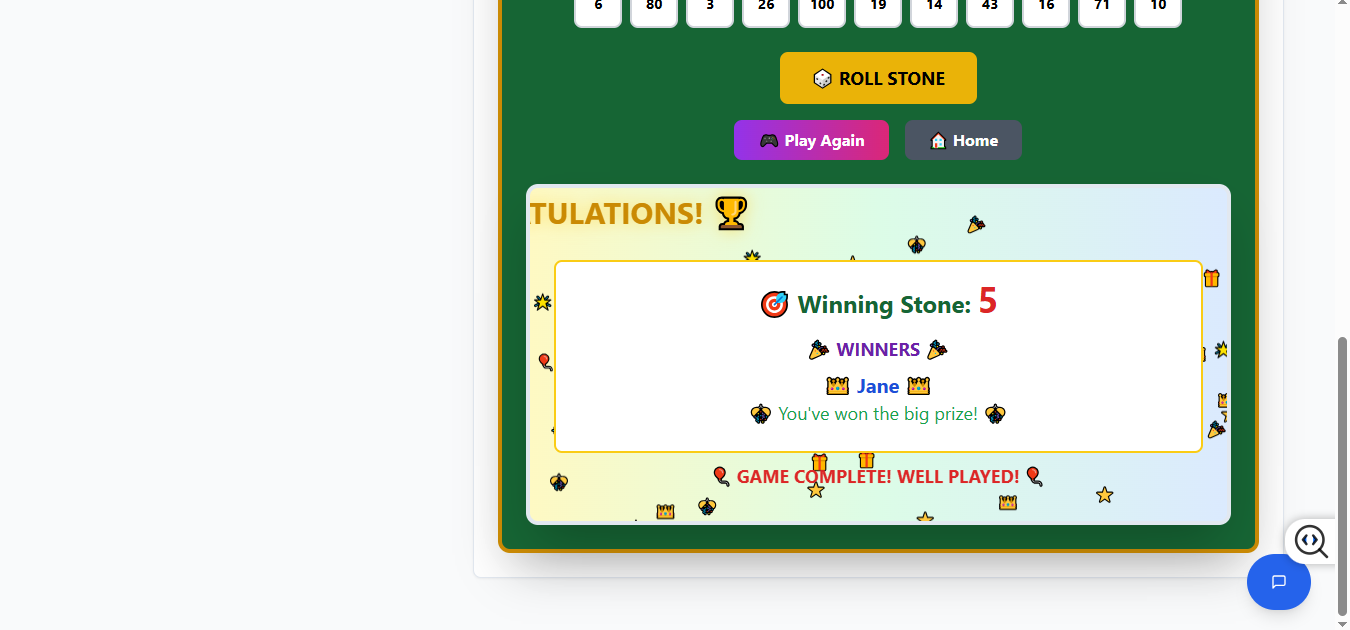 6 80 3 26 100 19 14 43 16 71 10
ROLL STONE
Play Again Home
TULATIONS!
Winning Stone: 5
WINNERS
Jane
You've won the big prize!
GAME COMPLETE! WELL PLAYED!